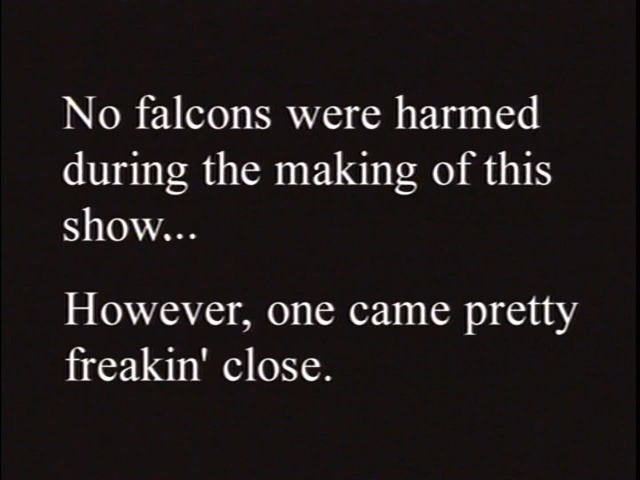 No falcons were harmed
during the making of this
show...
However, one came pretty
freakin' close.